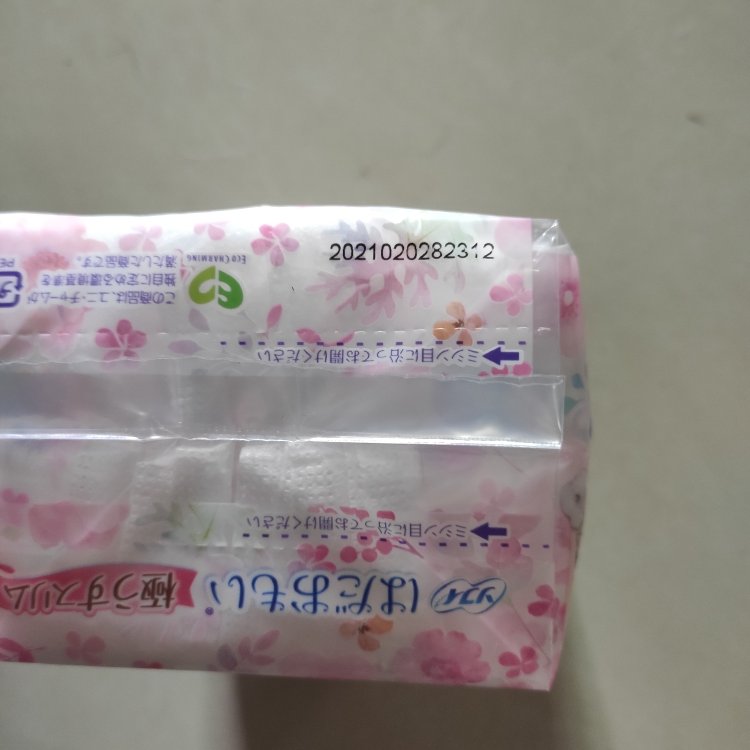 2021020282312
ECO CHARMING
この商品は、ユニ・チャームが
独自に定める環境基準を
満たした商品です。
PE
ミシン目に沿ってお開けください
ミシン目に沿ってお開けください
ソフィ はだおもい 極うすスリム